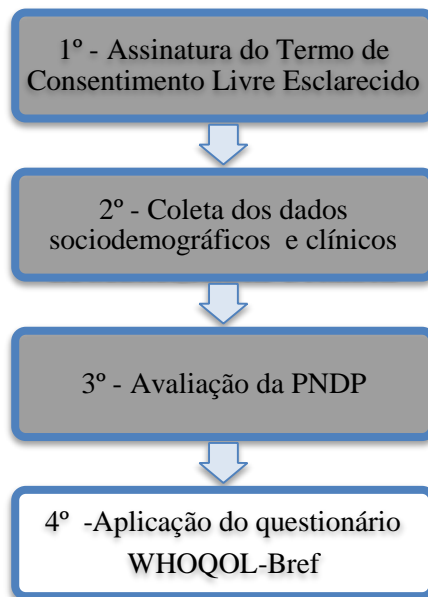 1º - Assinatura do Termo de
Consentimento Livre Esclarecido
2º - Coleta dos dados
sociodemográficos e clínicos
3º - Avaliação da PNDP
4º -Aplicação do questionário
WHOQOL-Bref